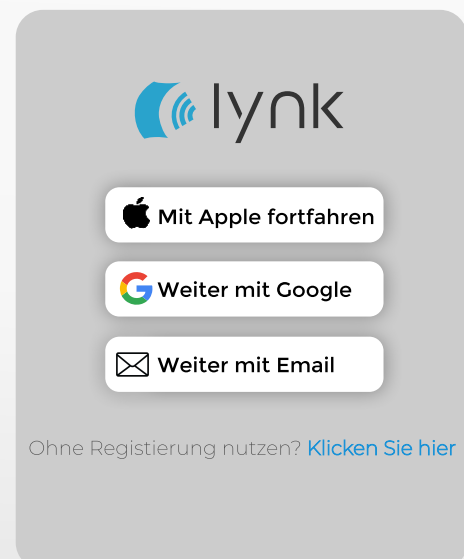 lynk
Mit Apple fortfahren
Weiter mit Google
Weiter mit Email
Ohne Registierung nutzen? Klicken Sie hier